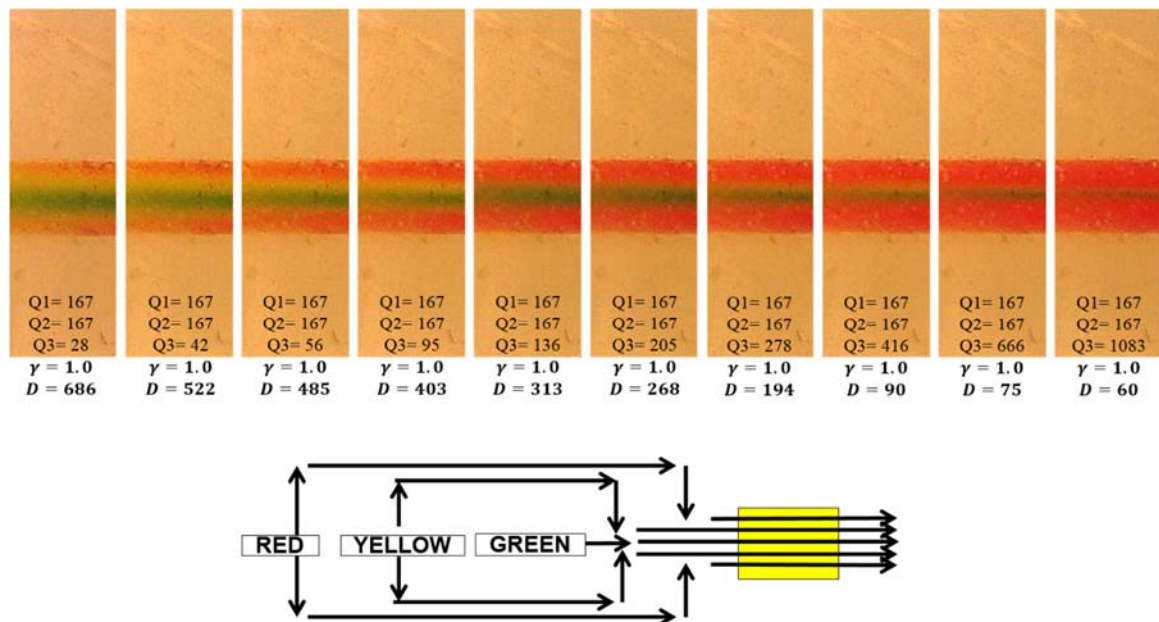 Q1= 167 Q1= 167 Q1= 167 Q1= 167 Q1= 167 Q1= 167 Q1= 167 Q1= 167 Q1= 167 Q1= 167
Q2= 167 Q2= 167 Q2= 167 Q2= 167 Q2= 167 Q2= 167 Q2= 167 Q2= 167 Q2= 167 Q2= 167
Q3= 28 Q3= 42 Q3= 56 Q3= 95 Q3= 136 Q3= 205 Q3= 278 Q3= 416 Q3= 666 Q3= 1083
γ = 1.0 γ = 1.0 γ = 1.0 γ = 1.0 γ = 1.0 γ = 1.0 γ = 1.0 γ = 1.0 γ = 1.0 γ = 1.0
D = 686 D = 522 D = 485 D = 403 D = 313 D = 268 D = 194 D = 90 D = 75 D = 60
RED YELLOW GREEN